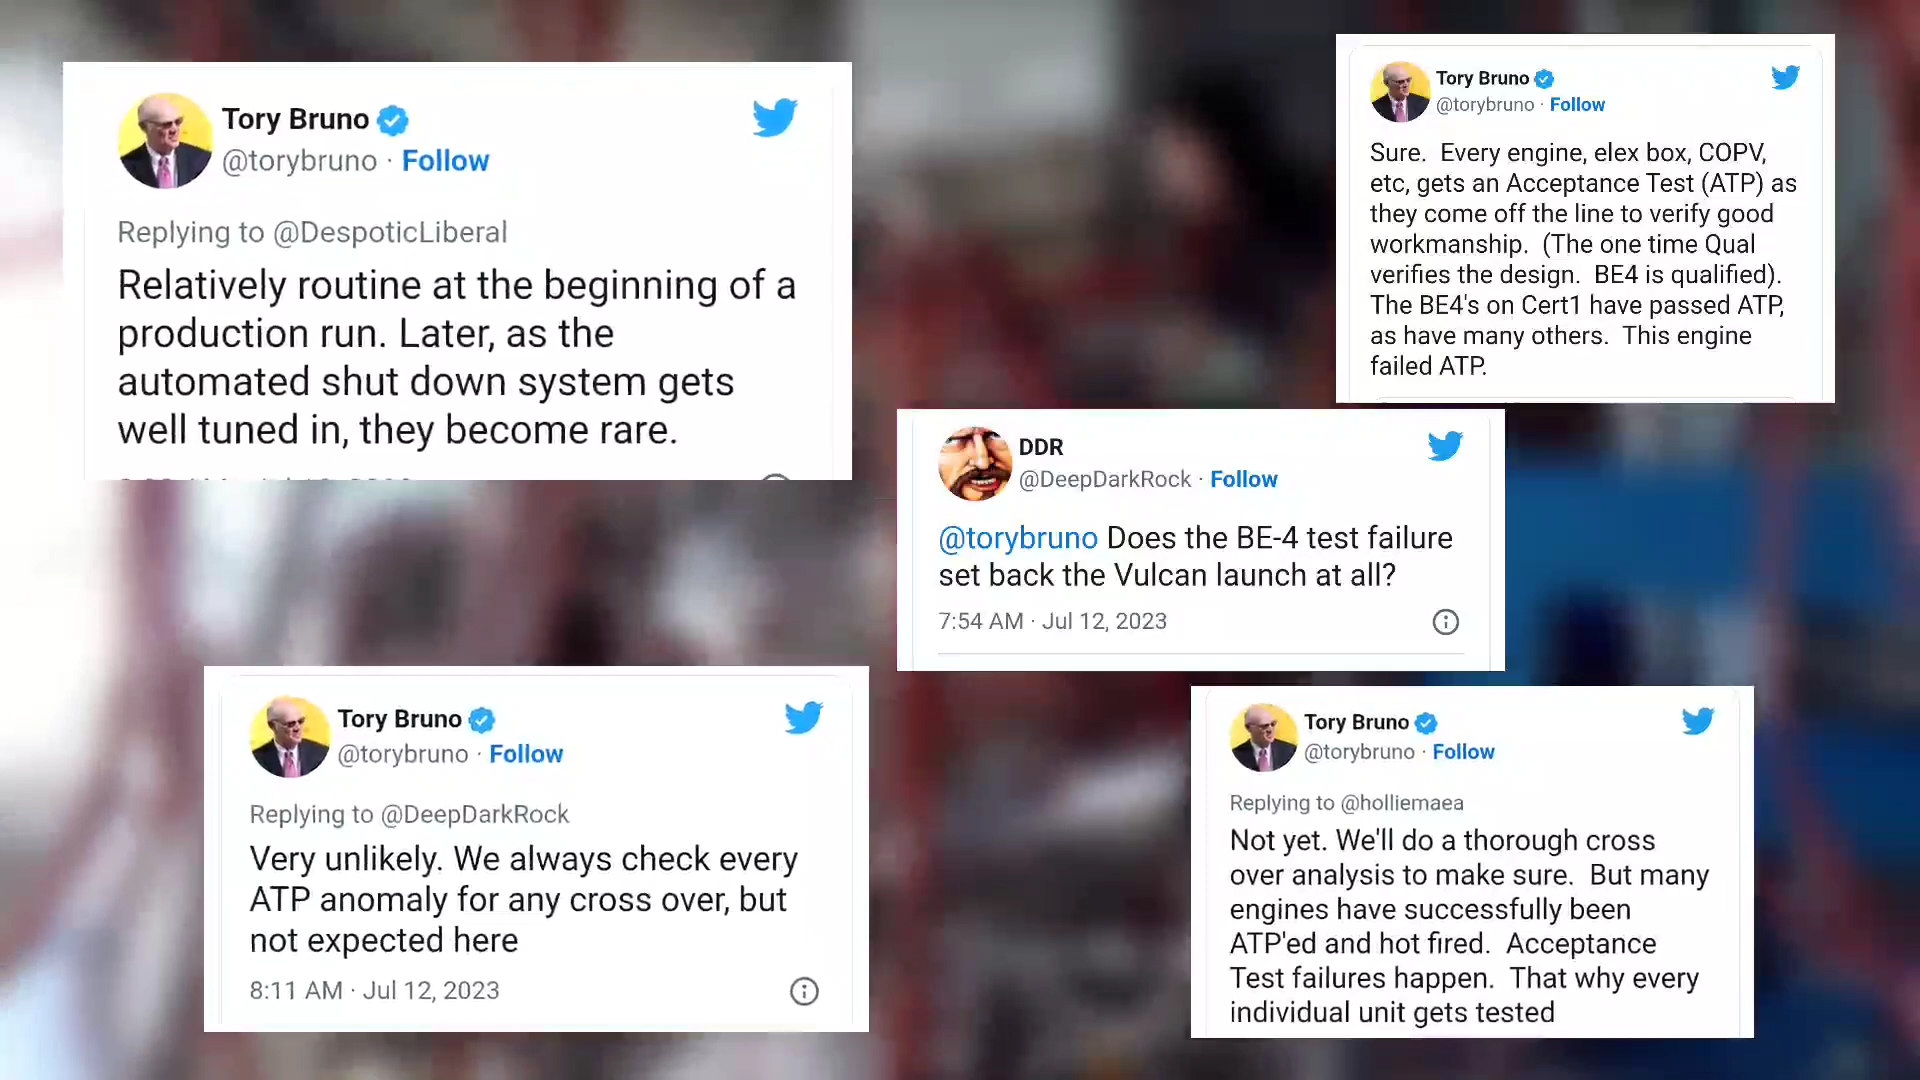 Tory Bruno
@torybruno · Follow
Replying to @DespoticLiberal
Relatively routine at the beginning of a
production run. Later, as the
automated shut down system gets
well tuned in, they become rare.
Tory Bruno
@torybruno · Follow
Sure. Every engine, elex box, COPV,
etc, gets an Acceptance Test (ATP) as
they come off the line to verify good
workmanship. (The one time Qual
verifies the design. BE4 is qualified).
The BE4's on Cert1 have passed ATP,
as have many others. This engine
failed ATP.
DDR
@DeepDarkRock · Follow
@torybruno Does the BE-4 test failure
set back the Vulcan launch at all?
7:54 AM · Jul 12, 2023
Tory Bruno
@torybruno · Follow
Replying to @DeepDarkRock
Very unlikely. We always check every
ATP anomaly for any cross over, but
not expected here
8:11 AM · Jul 12, 2023
Tory Bruno
@torybruno · Follow
Replying to @holliemaea
Not yet. We'll do a thorough cross
over analysis to make sure. But many
engines have successfully been
ATP'ed and hot fired. Acceptance
Test failures happen. That why every
individual unit gets tested